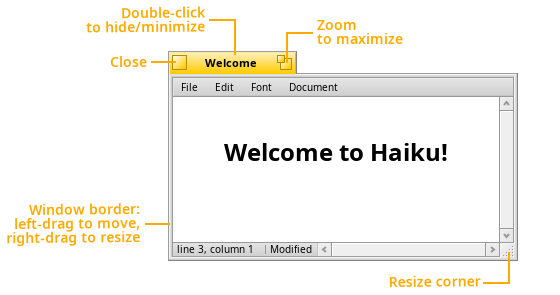 Double-click
to hide/minimize
Zoom
to maximize
Close
Welcome
File Edit Font Document
Welcome to Haiku!
Window border:
left-drag to move,
right-drag to resize
line 3, column 1 Modified
Resize corner